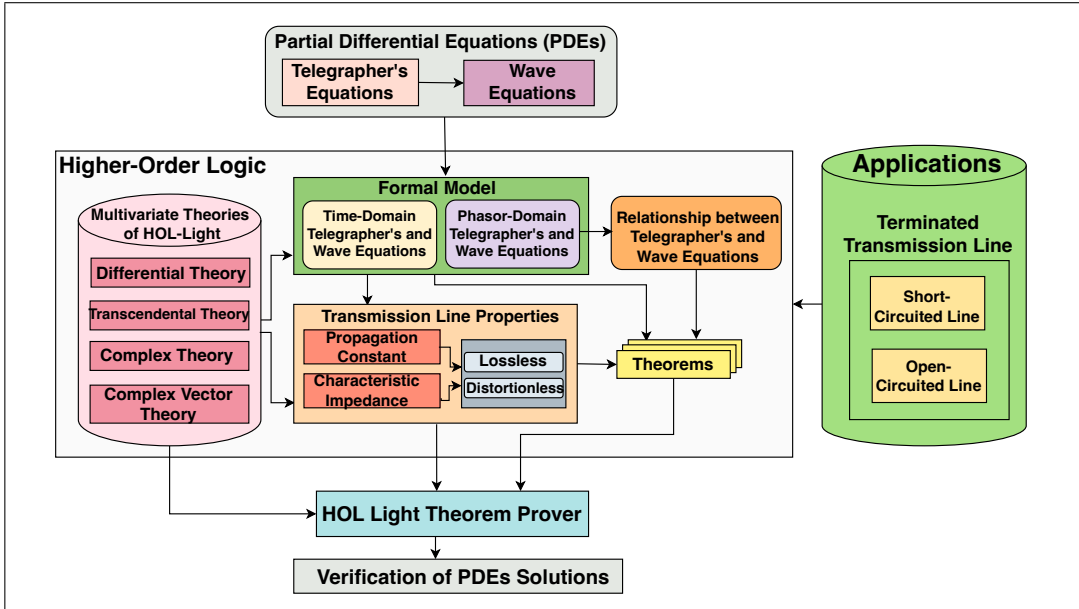 Partial Differential Equations (PDEs)
Telegrapher's
Equations
Wave
Equations
Higher-Order Logic
Multivariate Theories
of HOL-Light
Differential Theory
Transcendental Theory
Complex Theory
Complex Vector
Theory
Formal Model
Time-Domain
Telegrapher's and
Wave Equations
Phasor-Domain
Telegrapher's and
Wave Equations
Relationship between
Telegrapher's and
Wave Equations
Transmission Line Properties
Propagation
Constant
Characteristic
Impedance
Lossless
Distortionless
Theorems
Applications
Terminated
Transmission Line
Short-
Circuited Line
Open-
Circuited Line
HOL Light Theorem Prover
Verification of PDEs Solutions